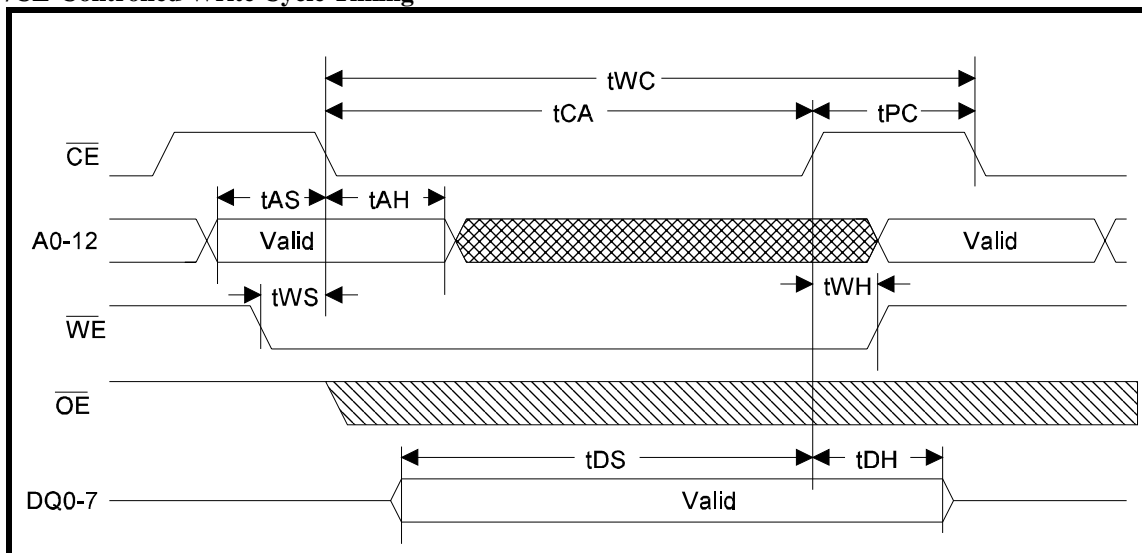 /CE-Controlled Write Cycle Timing
tWC
tCA
tPC
CE
tAS
tAH
A0-12
Valid
Valid
tWS
tWH
WE
OE
tDS
tDH
DQ0-7
Valid